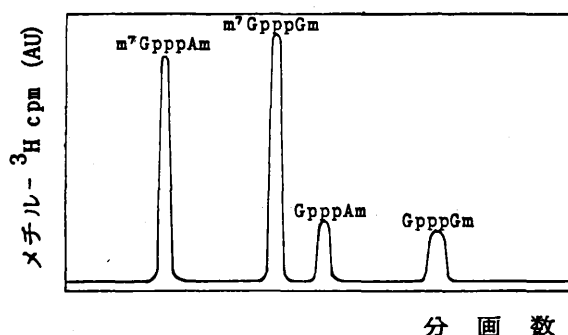 メチル-³H cpm (AU)
m⁷GpppAm
m⁷GpppGm
GpppAm
GpppGm
分画数